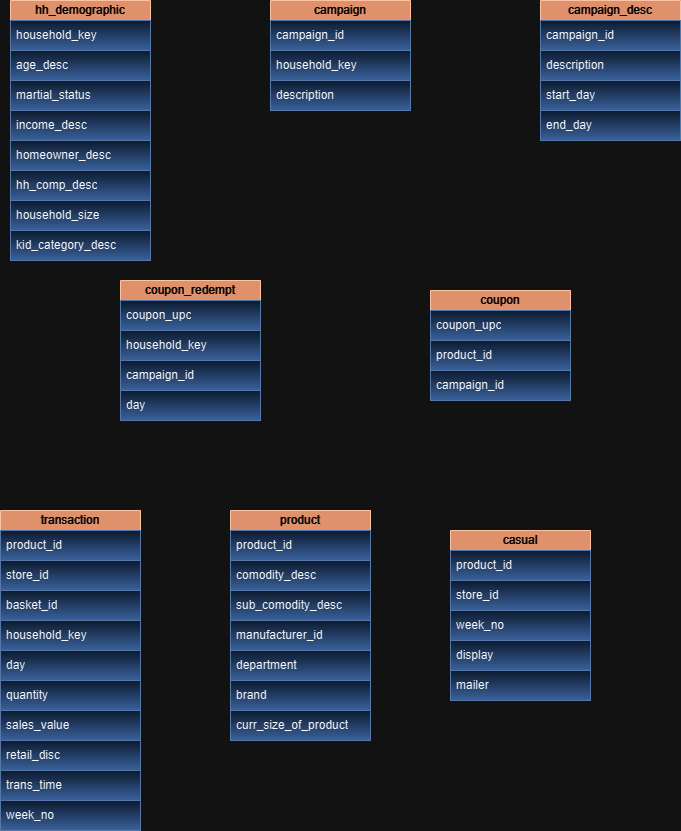 hh_demographic
household_key
age_desc
martial_status
income_desc
homeowner_desc
hh_comp_desc
household_size
kid_category_desc
campaign
campaign_id
household_key
description
campaign_desc
campaign_id
description
start_day
end_day
coupon_redempt
coupon_upc
household_key
campaign_id
day
coupon
coupon_upc
product_id
campaign_id
transaction
product_id
store_id
basket_id
household_key
day
quantity
sales_value
retail_disc
trans_time
week_no
product
product_id
comodity_desc
sub_comodity_desc
manufacturer_id
department
brand
curr_size_of_product
casual
product_id
store_id
week_no
display
mailer